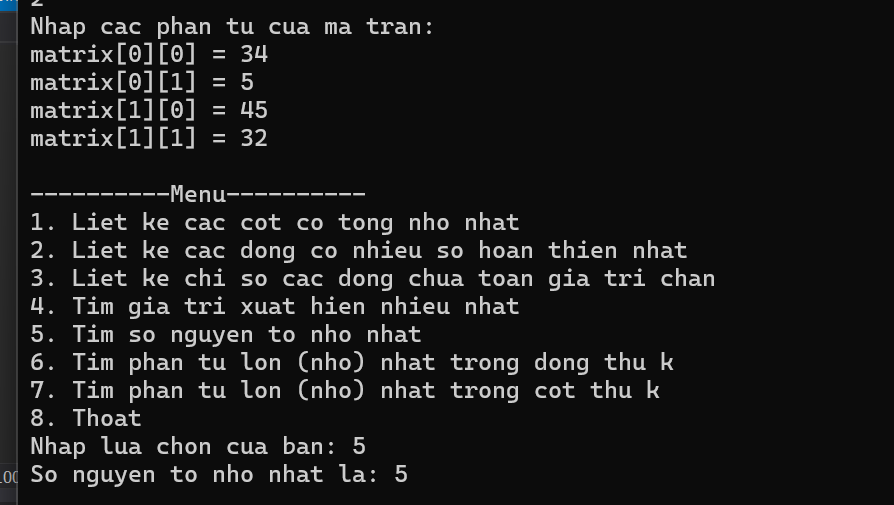 2
Nhap cac phan tu cua ma tran:
matrix[0][0] = 34
matrix[0][1] = 5
matrix[1][0] = 45
matrix[1][1] = 32
----------Menu----------
1. Liet ke cac cot co tong nho nhat
2. Liet ke cac dong co nhieu so hoan thien nhat
3. Liet ke chi so cac dong chua toan gia tri chan
4. Tim gia tri xuat hien nhieu nhat
5. Tim so nguyen to nho nhat
6. Tim phan tu lon (nho) nhat trong dong thu k
7. Tim phan tu lon (nho) nhat trong cot thu k
8. Thoat
Nhap lua chon cua ban: 5
So nguyen to nho nhat la: 5